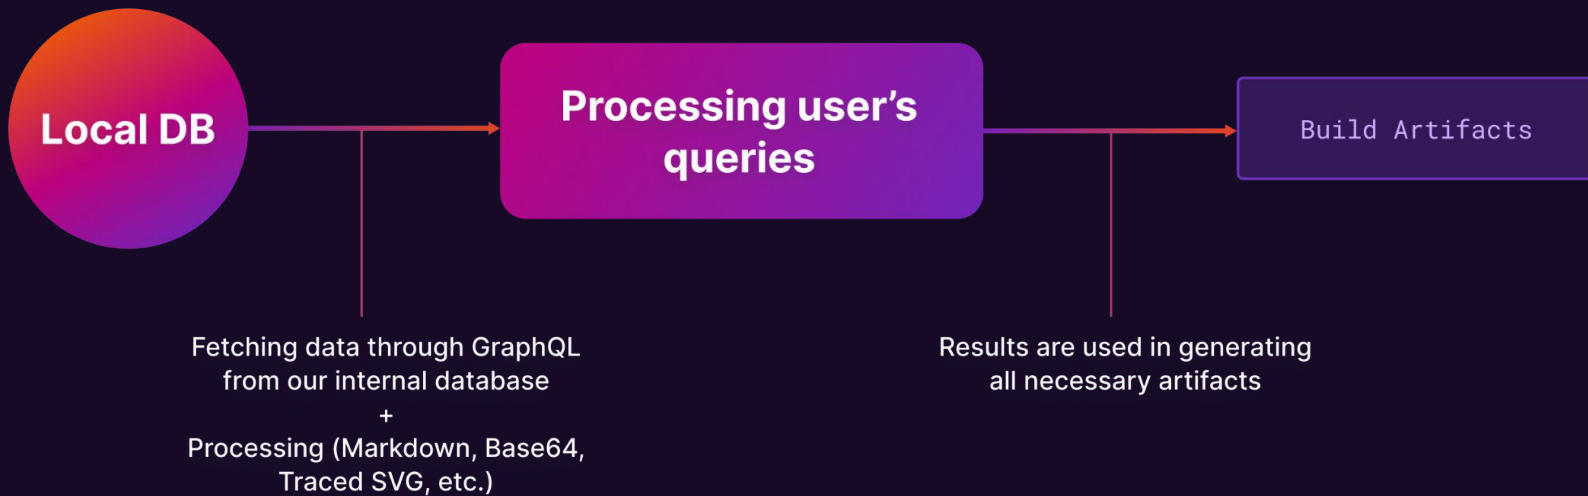 Local DB
Processing user’s
queries
Build Artifacts
Fetching data through GraphQL
from our internal database
+
Processing (Markdown, Base64,
Traced SVG, etc.)
Results are used in generating
all necessary artifacts